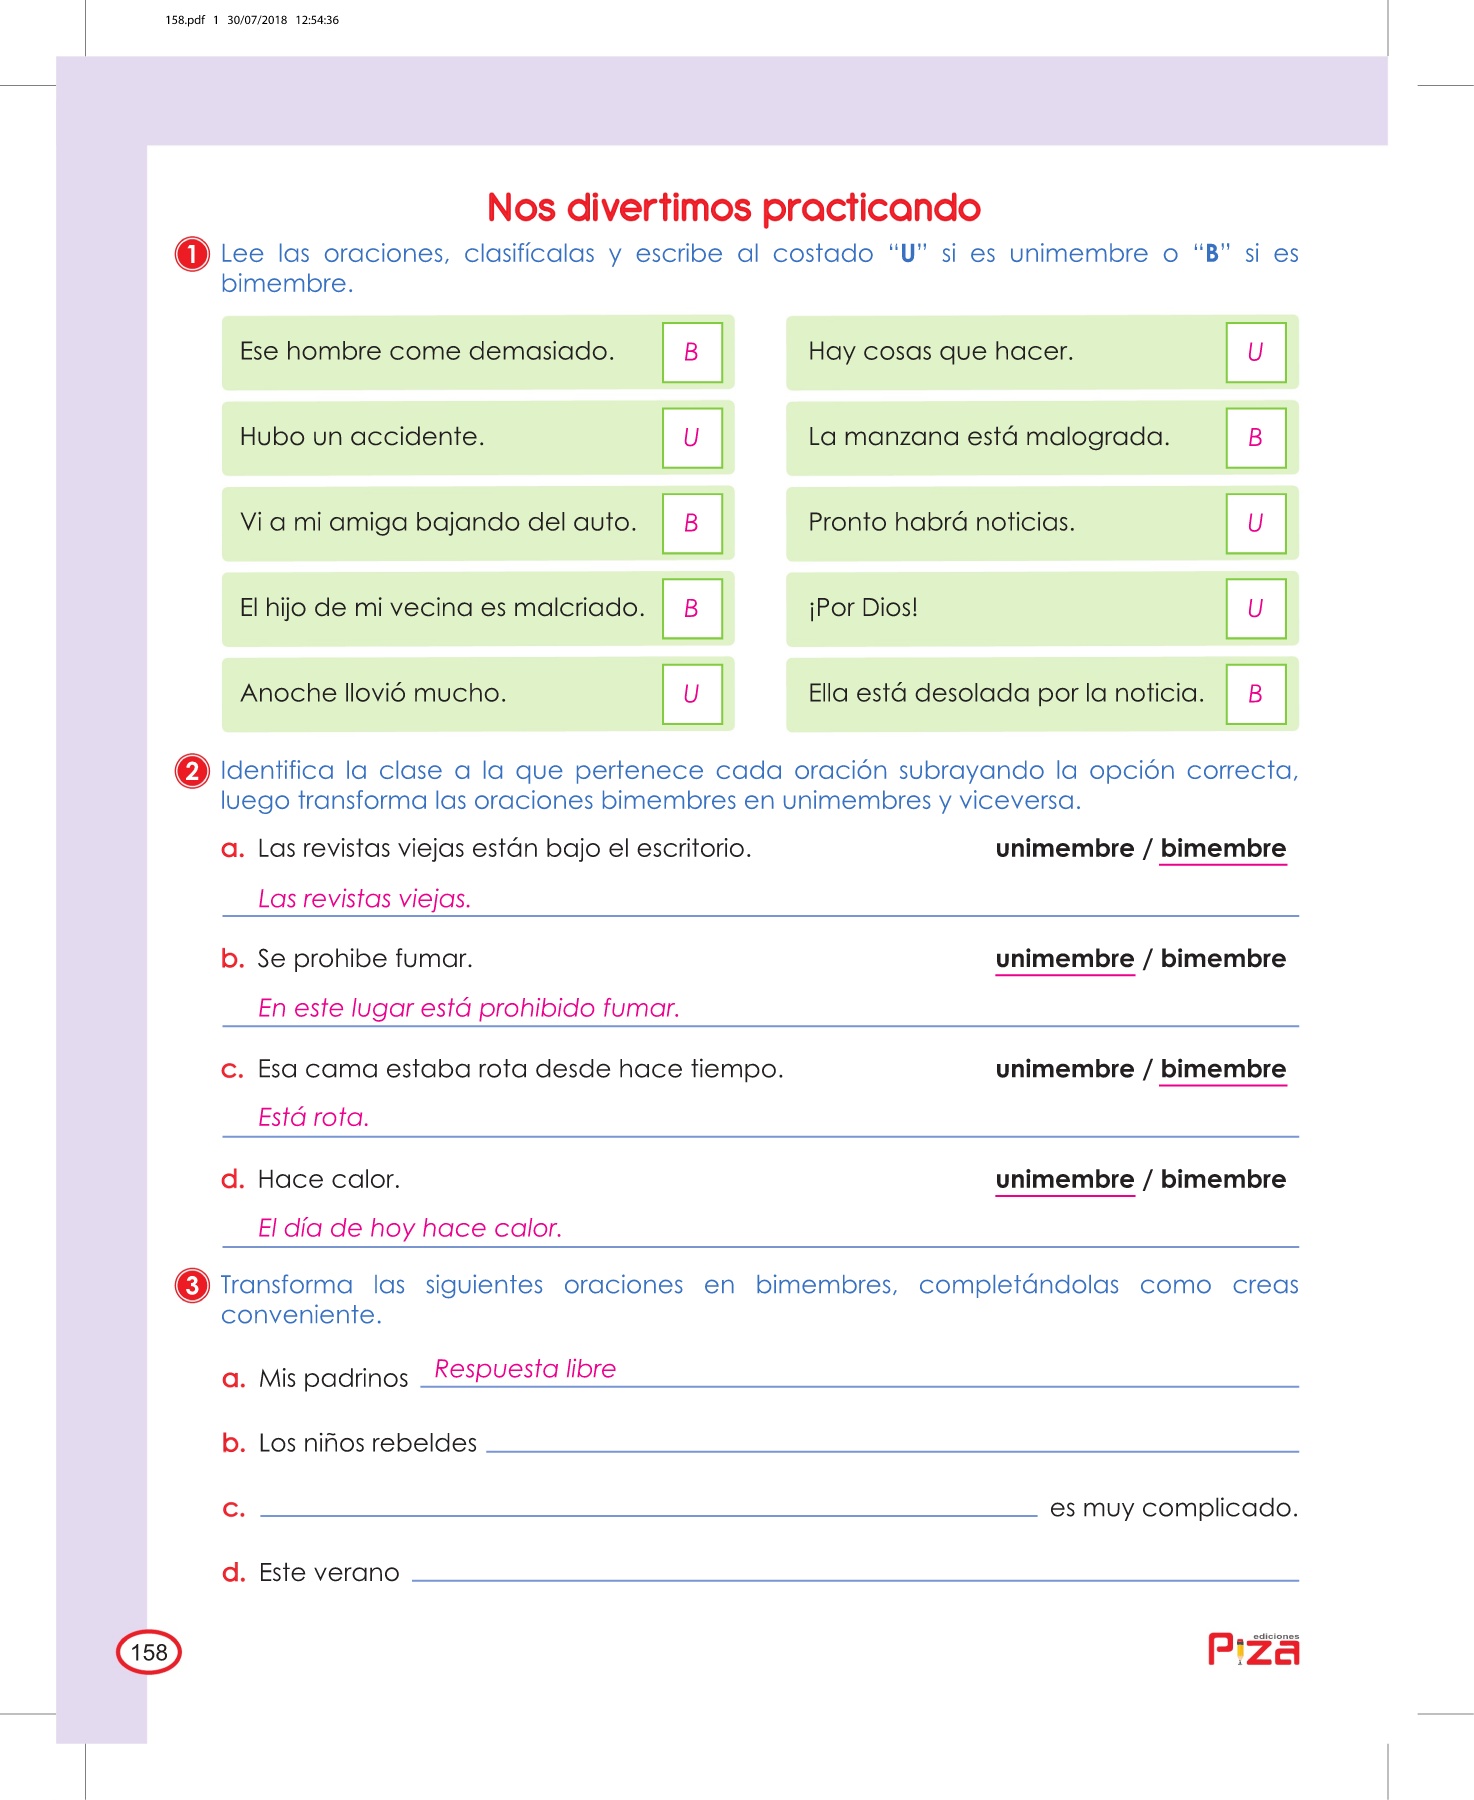 158.pdf 1 30/07/2018 12:54:36
Nos divertimos practicando
1 Lee las oraciones, clasifícalas y escribe al costado “U” si es unimembre o “B” si es
bimembre.
Ese hombre come demasiado. B
Hay cosas que hacer. U
Hubo un accidente. U
La manzana está malograda. B
Vi a mi amiga bajando del auto. B
Pronto habrá noticias. U
El hijo de mi vecina es malcriado. B
¡Por Dios! U
Anoche llovió mucho. U
Ella está desolada por la noticia. B
2 Identifica la clase a la que pertenece cada oración subrayando la opción correcta,
luego transforma las oraciones bimembres en unimembres y viceversa.
a. Las revistas viejas están bajo el escritorio. unimembre / bimembre
Las revistas viejas.
b. Se prohibe fumar. unimembre / bimembre
En este lugar está prohibido fumar.
c. Esa cama estaba rota desde hace tiempo. unimembre / bimembre
Está rota.
d. Hace calor. unimembre / bimembre
El día de hoy hace calor.
3 Transforma las siguientes oraciones en bimembres, completándolas como creas
conveniente.
a. Mis padrinos Respuesta libre
b. Los niños rebeldes
c. es muy complicado.
d. Este verano
158
ediciones
Piza